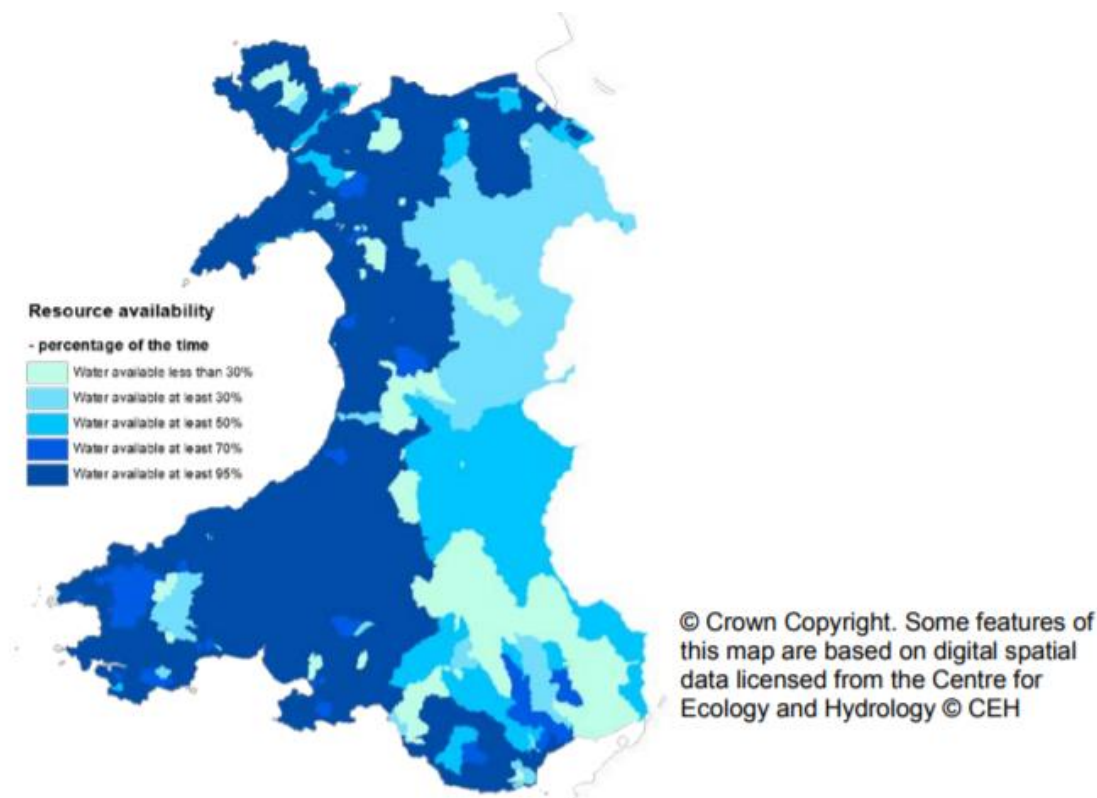 Resource availability
- percentage of the time
Water available less than 30%
Water available at least 30%
Water available at least 50%
Water available at least 70%
Water available at least 95%
© Crown Copyright. Some features of
this map are based on digital spatial
data licensed from the Centre for
Ecology and Hydrology © CEH